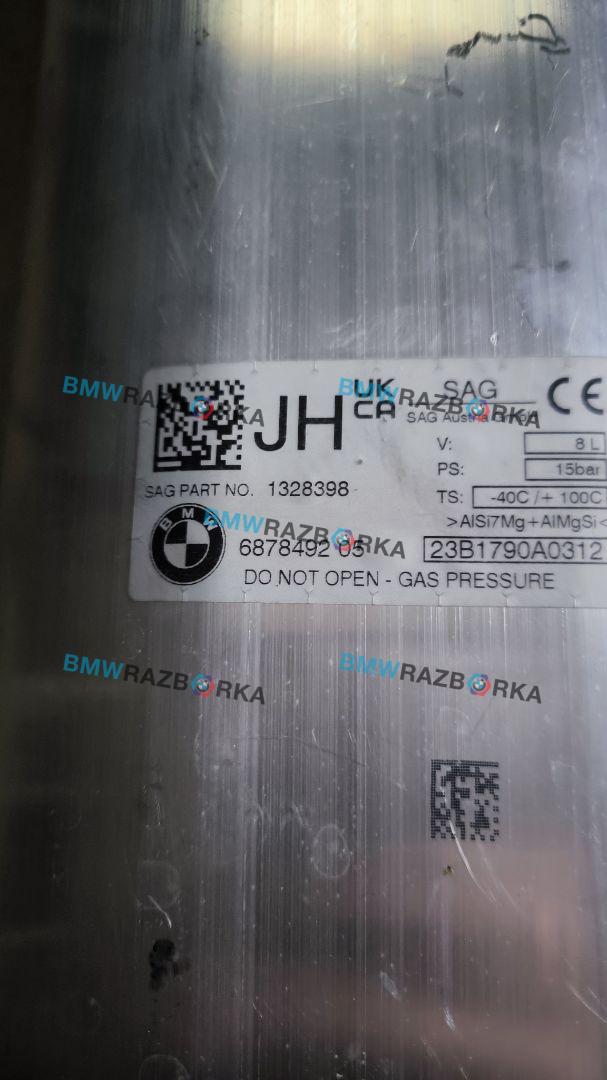 JH
UK
CA
SAG
CE
SAG Austria GmbH
V: 8 L
PS: 15bar
SAG PART NO. 1328398
TS: -40C / + 100C
>AlSi7Mg+AlMgSi<
BMW
6878492 05
23B1790A0312
DO NOT OPEN - GAS PRESSURE
BMWRAZBORKA
BMWRAZBORKA
BMWRAZBORKA
BMWRAZBORKA
BMWRAZBORKA